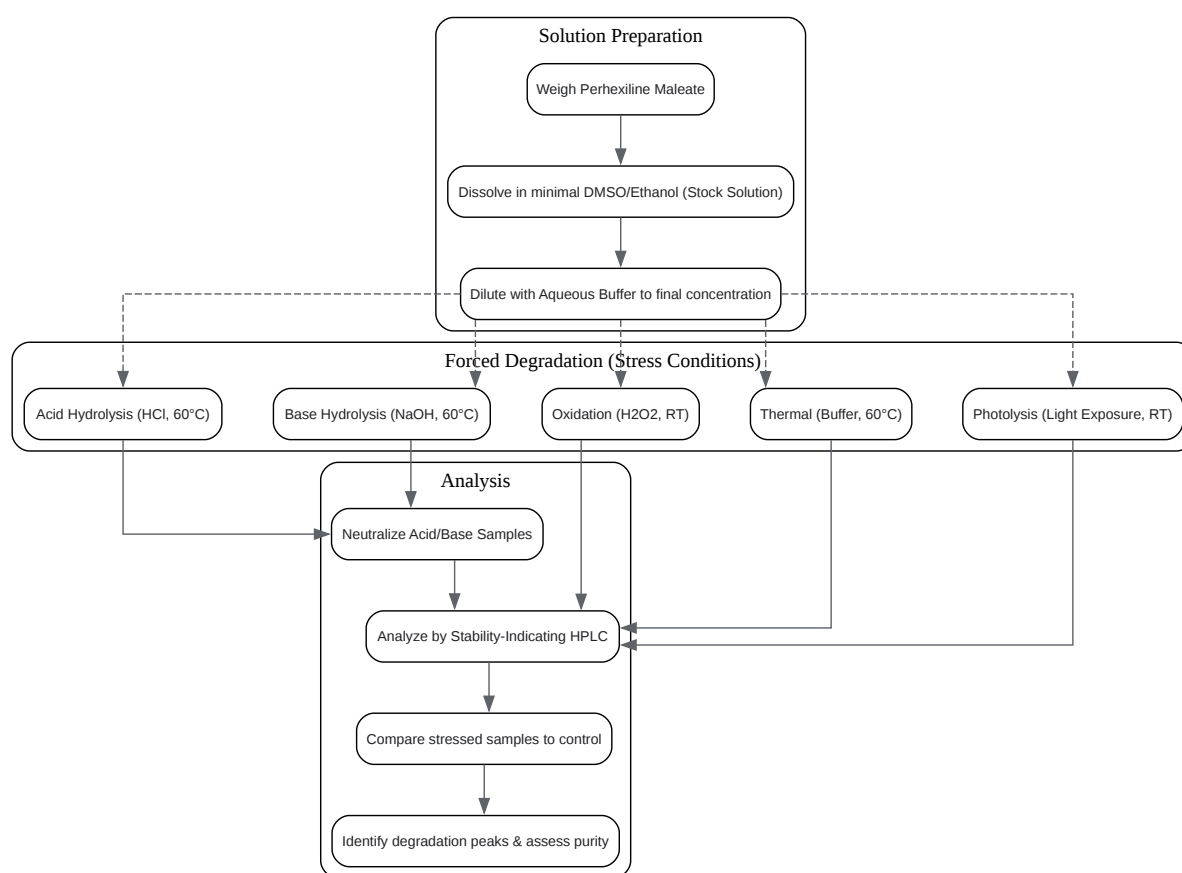 Solution Preparation
Weigh Perhexiline Maleate
Dissolve in minimal DMSO/Ethanol (Stock Solution)
Dilute with Aqueous Buffer to final concentration
Forced Degradation (Stress Conditions)
Acid Hydrolysis (HCl, 60°C)
Base Hydrolysis (NaOH, 60°C)
Oxidation (H2O2, RT)
Thermal (Buffer, 60°C)
Photolysis (Light Exposure, RT)
Analysis
Neutralize Acid/Base Samples
Analyze by Stability-Indicating HPLC
Compare stressed samples to control
Identify degradation peaks & assess purity